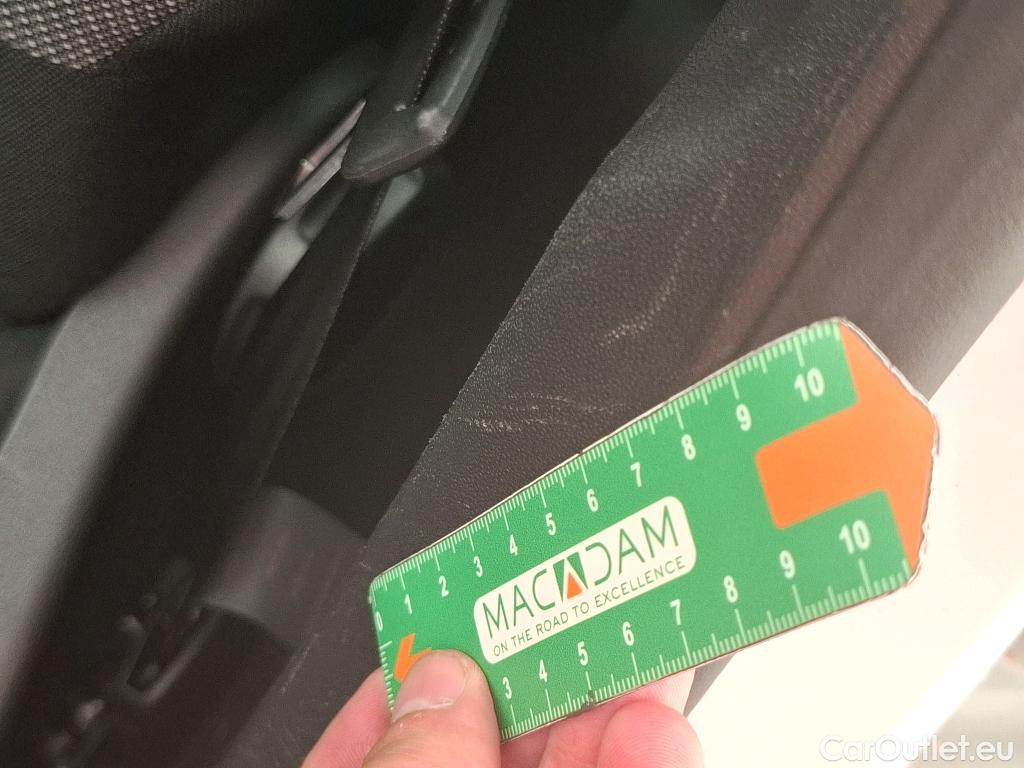 0 1 2 3 4 5 6 7 8 9 10
MACADAM
ON THE ROAD TO EXCELLENCE
3 4 5 6 7 8 9 10
CarOutlet.eu